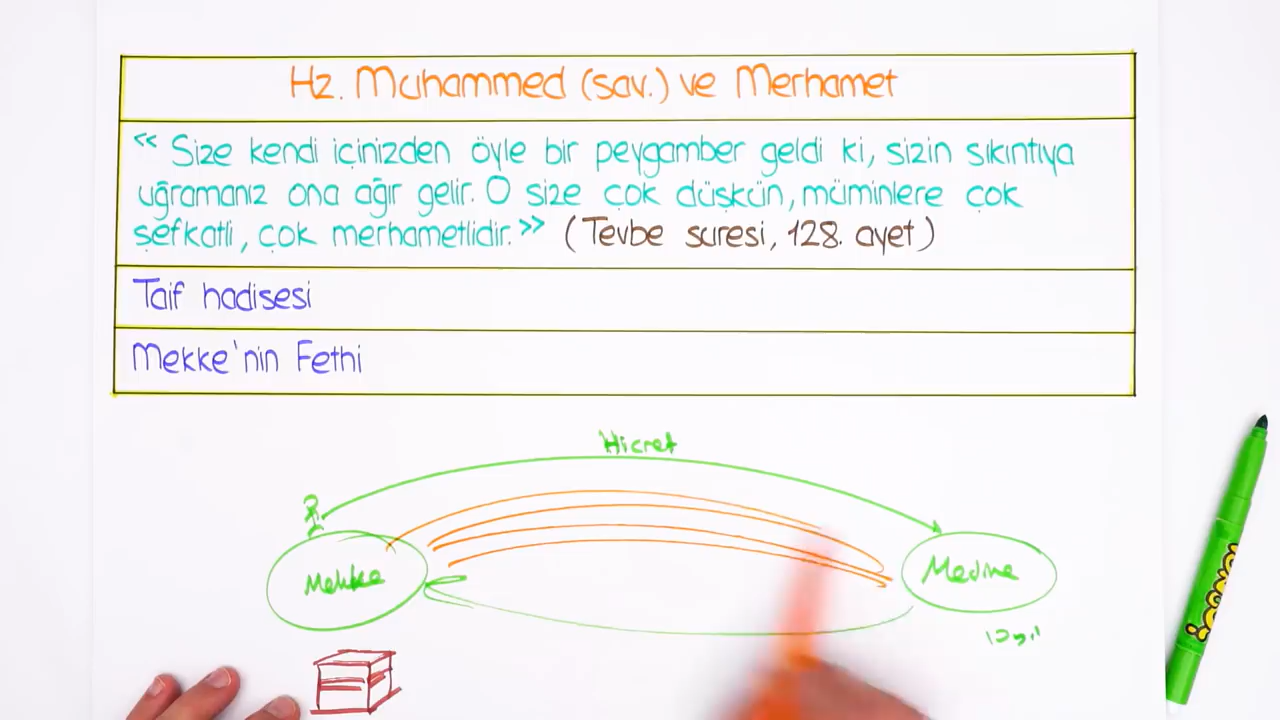 Hz. Muhammed (sav.) ve Merhamet
« Size kendi içinizden öyle bir peygamber geldi ki, sizin sıkıntıya
uğramanız ona ağır gelir. O size çok düşkün, müminlere çok
şefkatli, çok merhametlidir. » (Tevbe suresi, 128. ayet)
Taif hadisesi
Mekke'nin Fethi
Hicret
Mekke
Medine